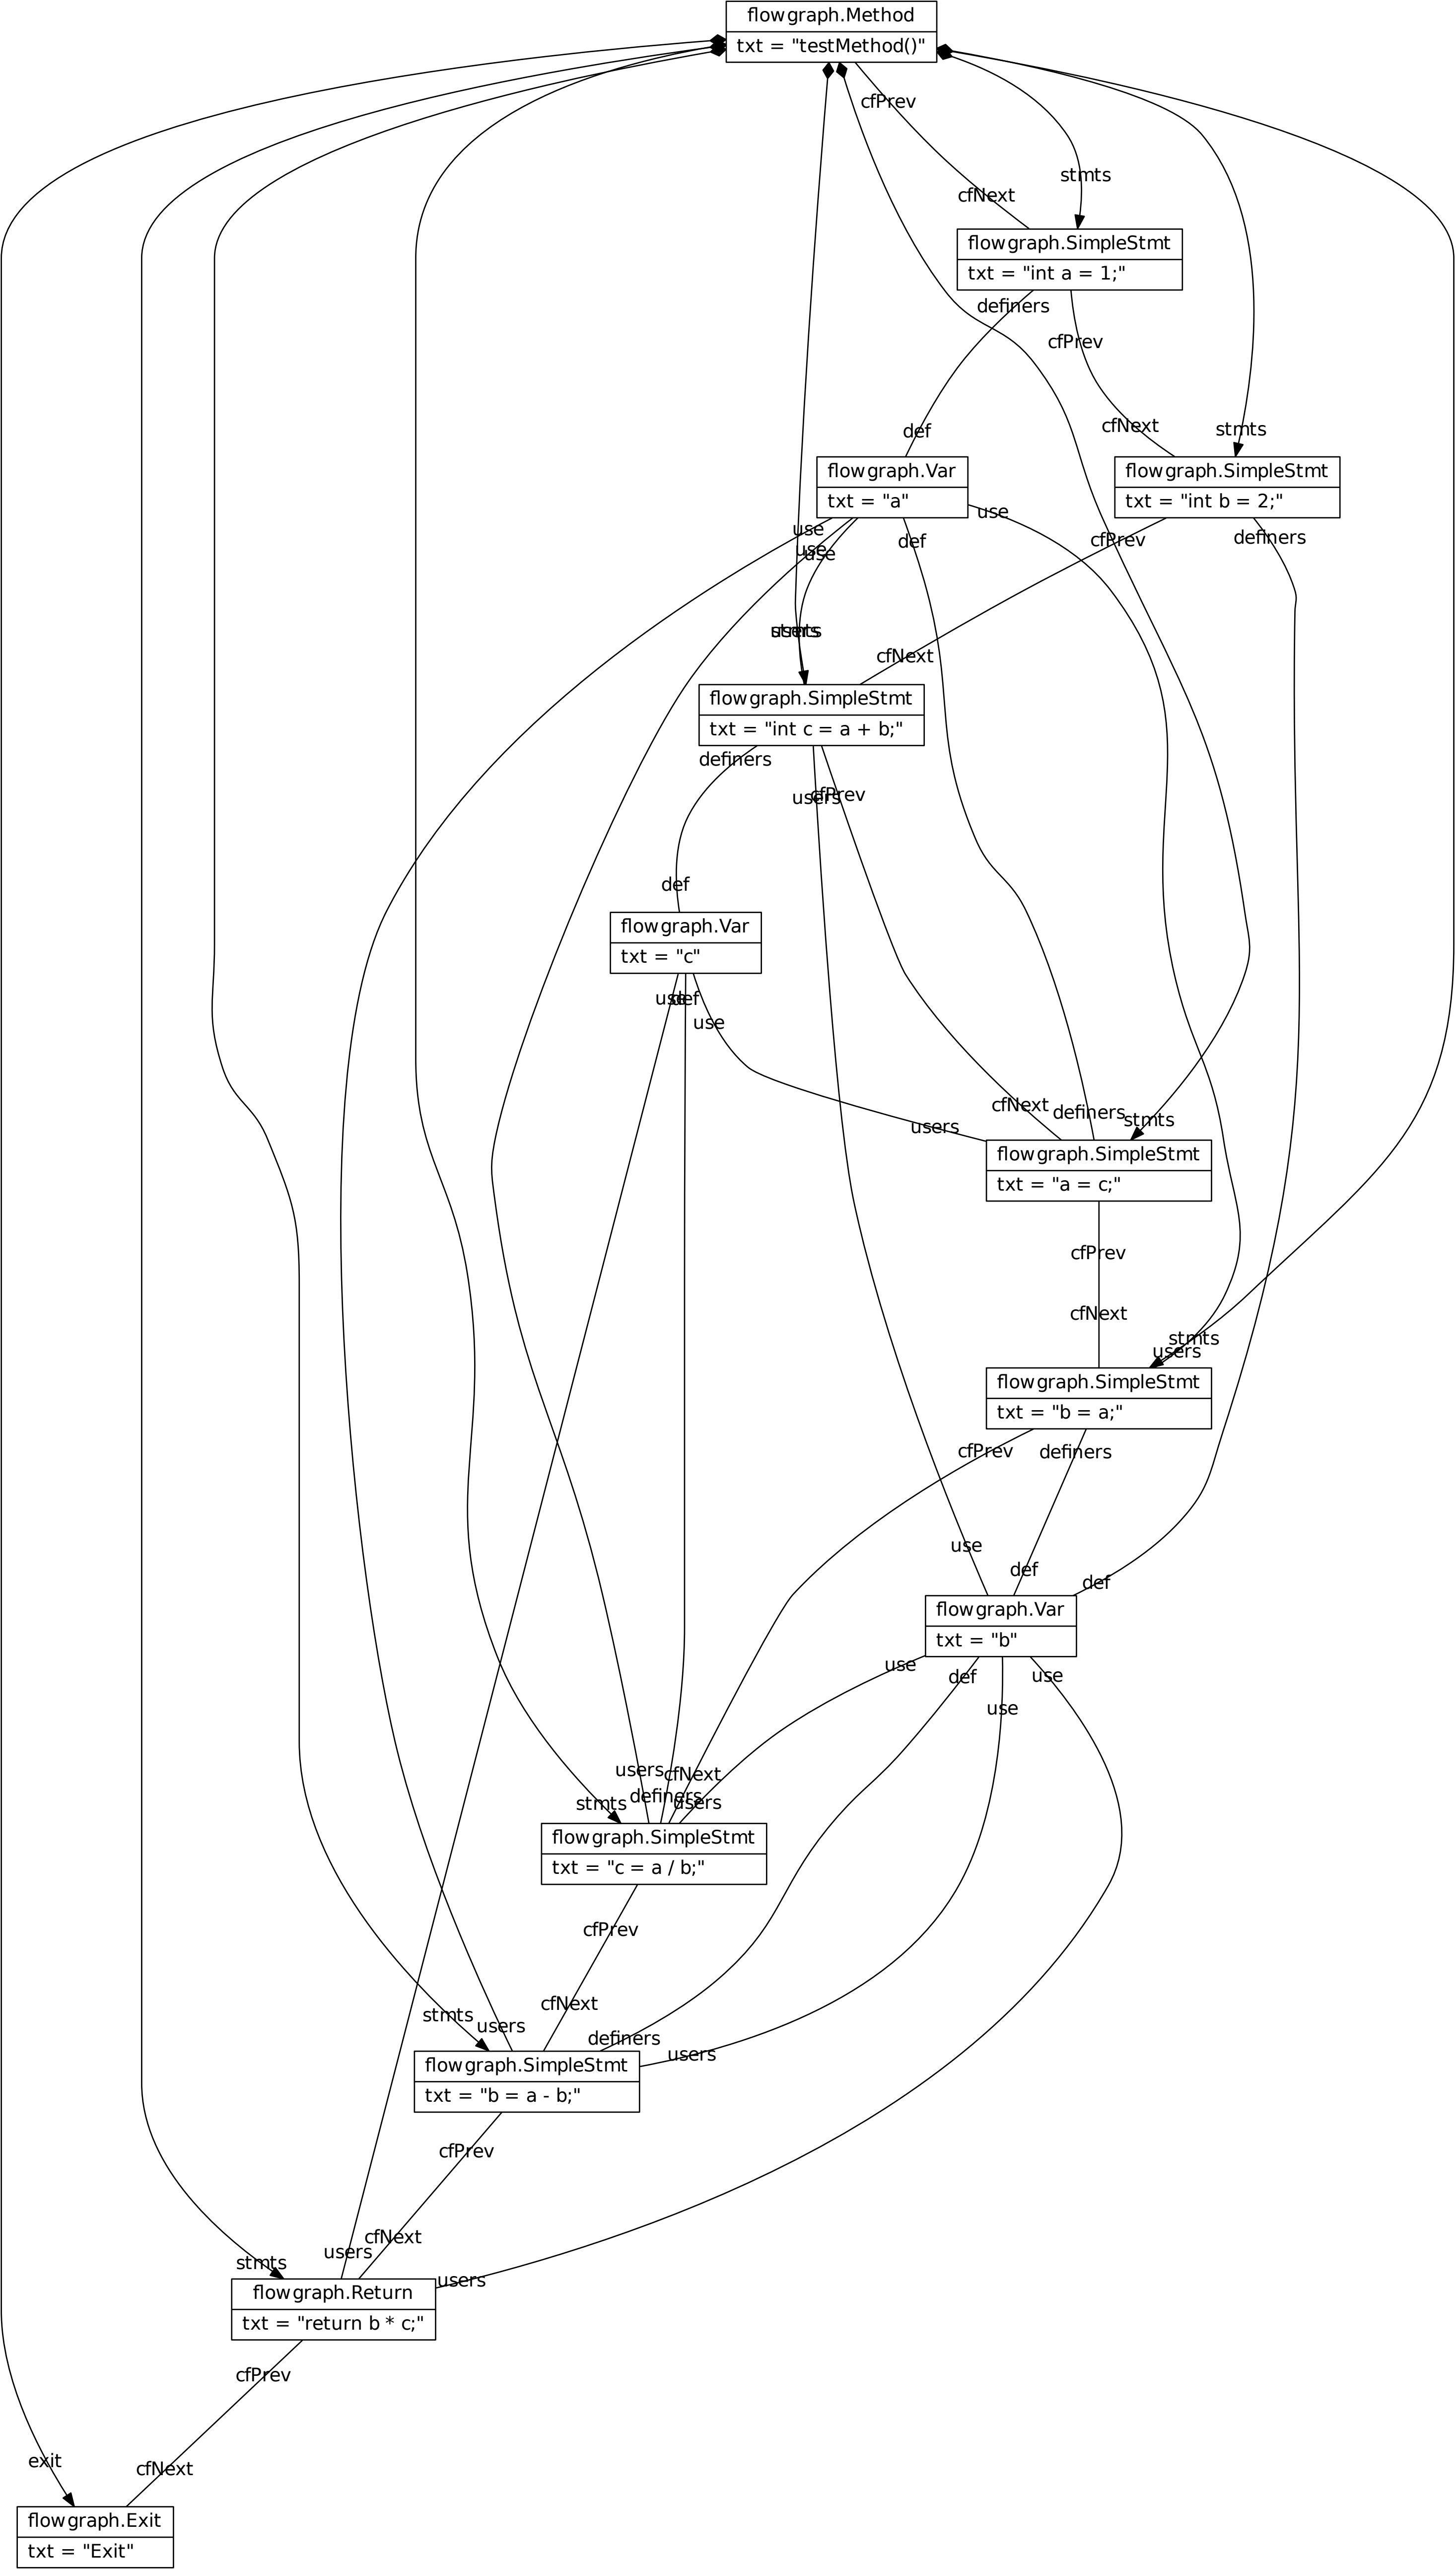 flowgraph.Method
txt = "testMethod()"
cfPrev
stmts
cfNext
flowgraph.SimpleStmt
txt = "int a = 1;"
definers
cfPrev
cfNext
stmts
def
flowgraph.Var
txt = "a"
flowgraph.SimpleStmt
txt = "int b = 2;"
use
use
use
use
def
cfPrev
definers
stmts
users
cfNext
flowgraph.SimpleStmt
txt = "int c = a + b;"
definers
users
cfPrev
def
flowgraph.Var
txt = "c"
use
def
use
cfNext
definers
stmts
users
flowgraph.SimpleStmt
txt = "a = c;"
cfPrev
cfNext
stmts
users
flowgraph.SimpleStmt
txt = "b = a;"
cfPrev
definers
use
def
def
flowgraph.Var
txt = "b"
use
def
use
use
users
cfNext
definers
users
stmts
flowgraph.SimpleStmt
txt = "c = a / b;"
cfPrev
cfNext
stmts
users
definers
users
flowgraph.SimpleStmt
txt = "b = a - b;"
cfPrev
cfNext
users
stmts
users
flowgraph.Return
txt = "return b * c;"
cfPrev
exit
cfNext
flowgraph.Exit
txt = "Exit"